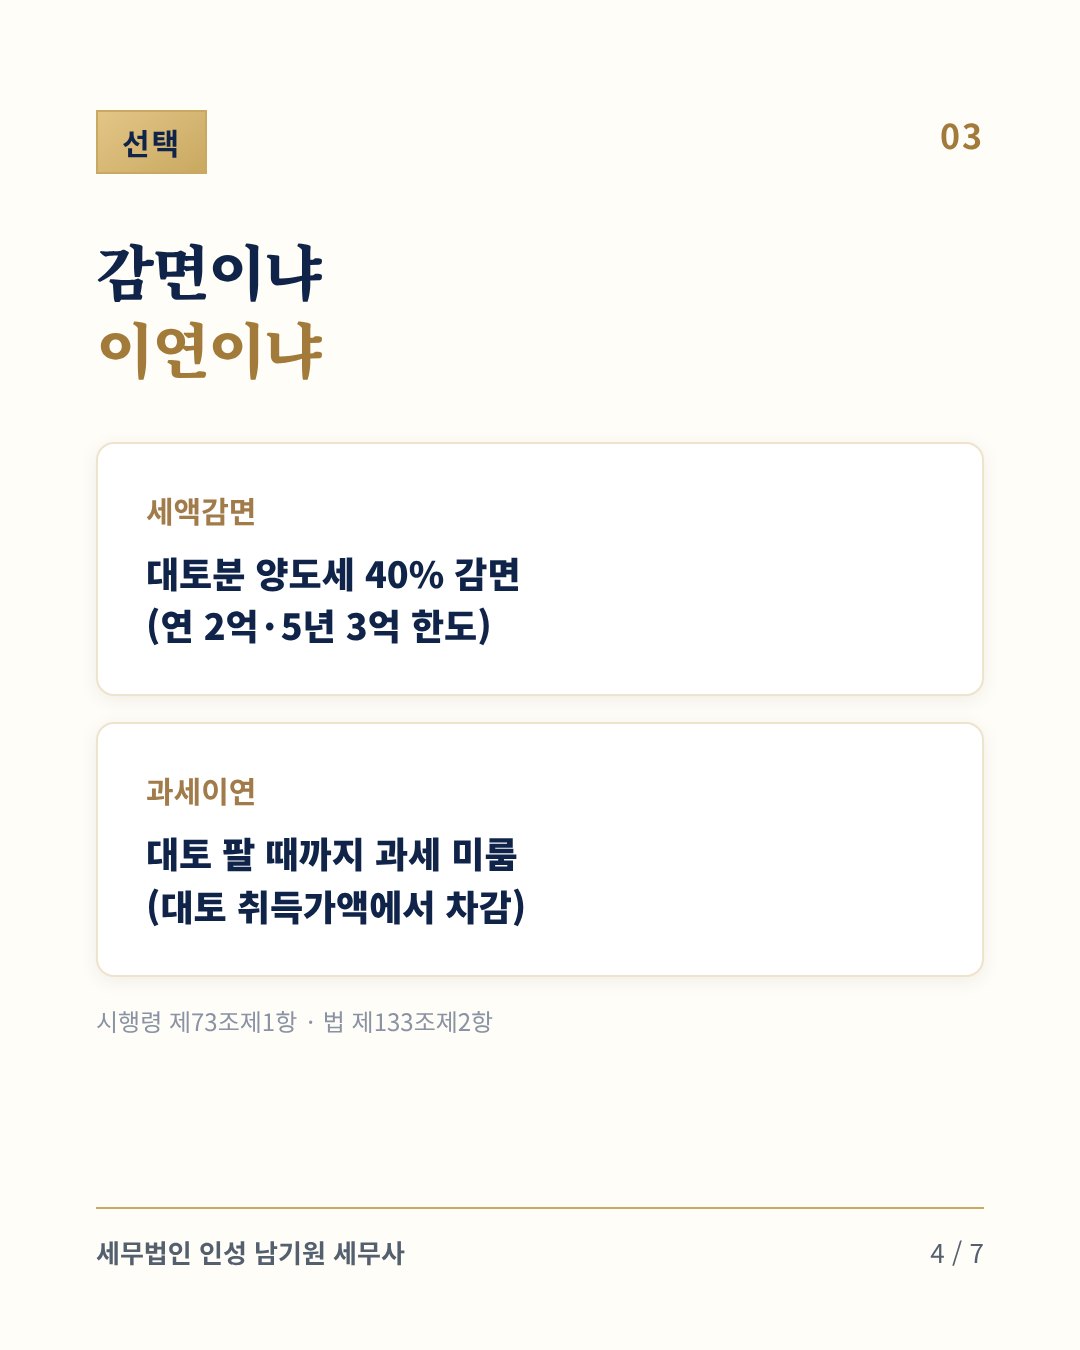 선택
03
감면이냐
이연이냐
세액감면
대토분 양도세 40% 감면
(연 2억·5년 3억 한도)
과세이연
대토 팔 때까지 과세 미룸
(대토 취득가액에서 차감)
시행령 제73조제1항 · 법 제133조제2항
세무법인 인성 남기원 세무사
4 / 7